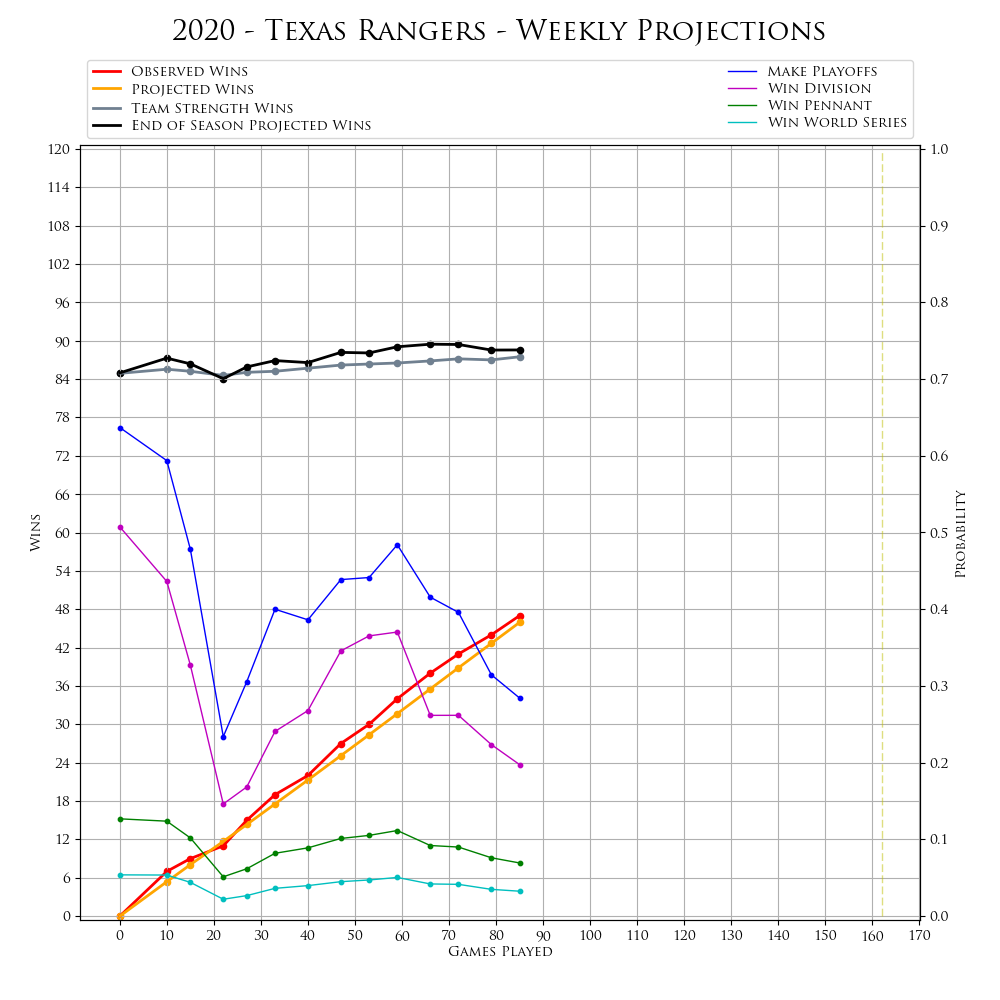 2020 - Texas Rangers - Weekly Projections
Observed Wins
Projected Wins
Team Strength Wins
End of Season Projected Wins
Make Playoffs
Win Division
Win Pennant
Win World Series
120
114
108
102
96
90
84
78
72
66
60
54
48
42
36
30
24
18
12
6
0
Wins
1.0
0.9
0.8
0.7
0.6
0.5
0.4
0.3
0.2
0.1
0.0
Probability
0 10 20 30 40 50 60 70 80 90 100 110 120 130 140 150 160 170
Games Played